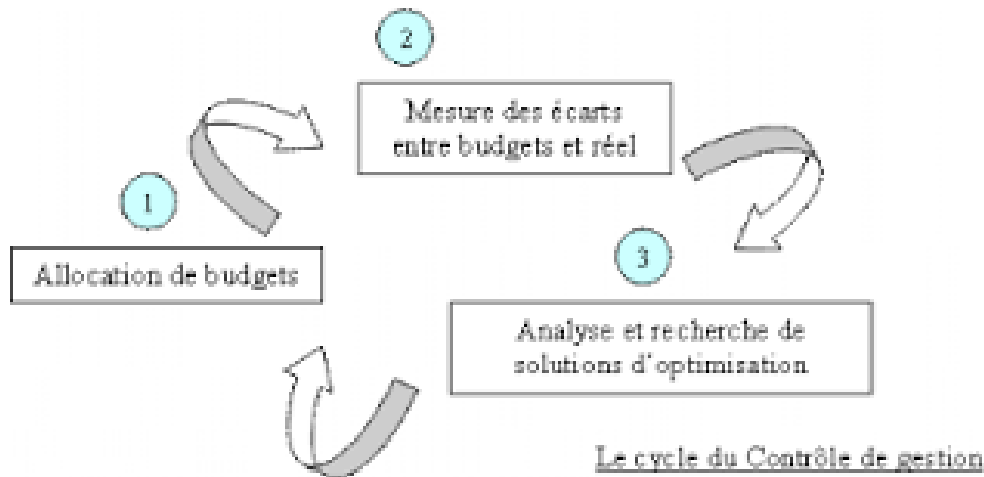 2
Mesure des écarts
entre budgets et réel
1
Allocation de budgets
3
Analyse et recherche de
solutions d'optimisation
Le cycle du Contrôle de gestion